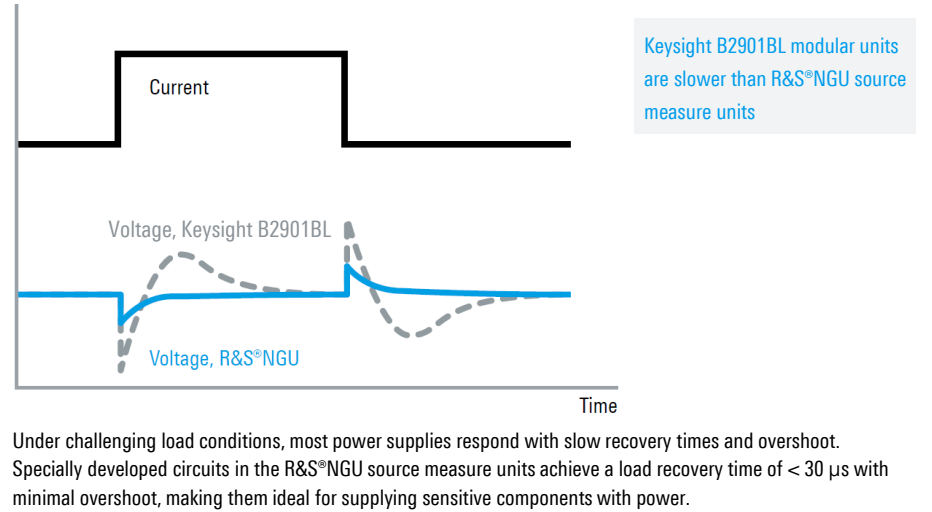 Keysight B2901BL modular units
are slower than R&S®NGU source
measure units
Current
Voltage, Keysight B2901BL
Voltage, R&S®NGU
Time
Under challenging load conditions, most power supplies respond with slow recovery times and overshoot.
Specially developed circuits in the R&S®NGU source measure units achieve a load recovery time of < 30 μs with
minimal overshoot, making them ideal for supplying sensitive components with power.